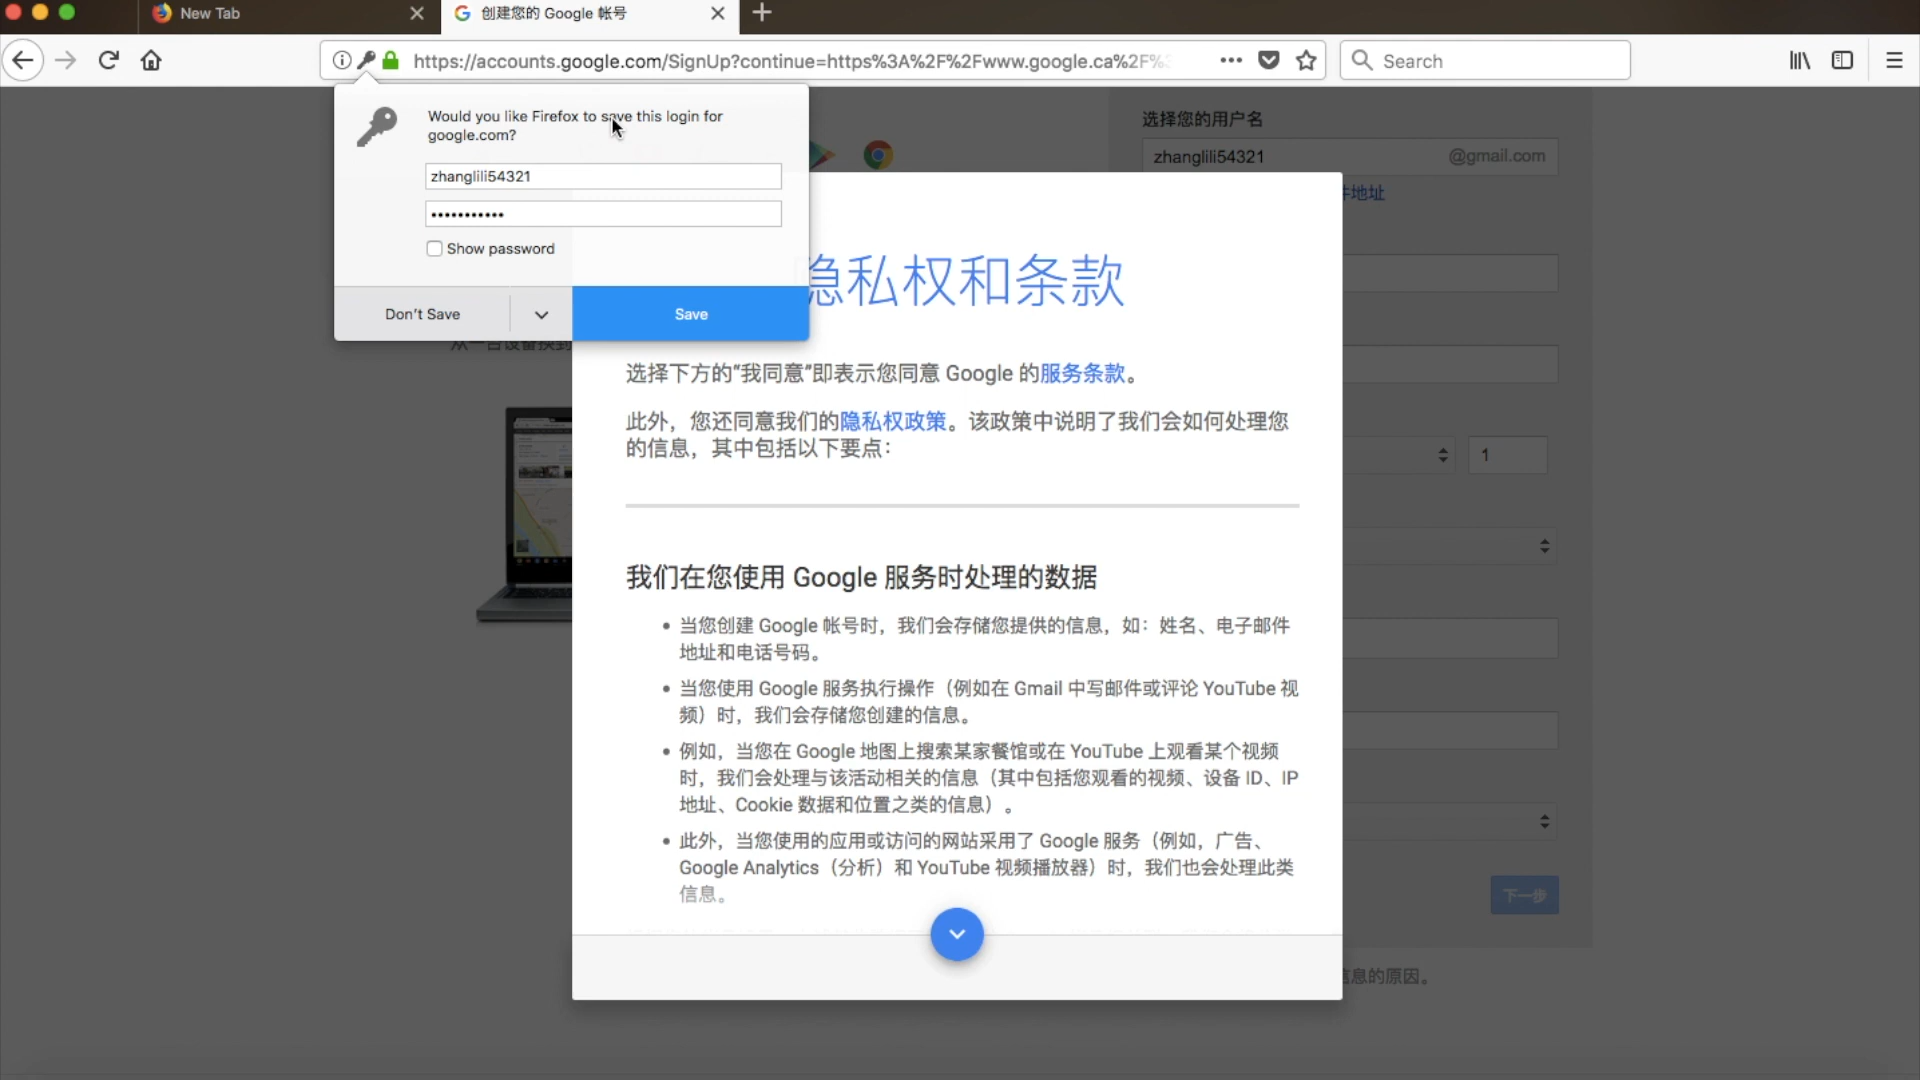 New Tab
创建您的 Google 帐号
https://accounts.google.com/SignUp?continue=https%3A%2F%2Fwww.google.ca%2F%
Search
Would you like Firefox to save this login for
google.com?
zhanglili54321
•••••••••••
Show password
Don't Save
Save
选择您的用户名
zhanglili54321
@gmail.com
件地址
1
下一步
信息的原因。
从一台设备换到
隐私权和条款
选择下方的“我同意”即表示您同意 Google 的服务条款。
此外，您还同意我们的隐私权政策。该政策中说明了我们会如何处理您
的信息，其中包括以下要点：
我们在您使用 Google 服务时处理的数据
• 当您创建 Google 帐号时，我们会存储您提供的信息，如：姓名、电子邮件
地址和电话号码。
• 当您使用 Google 服务执行操作（例如在 Gmail 中写邮件或评论 YouTube 视
频）时，我们会存储您创建的信息。
• 例如，当您在 Google 地图上搜索某家餐馆或在 YouTube 上观看某个视频
时，我们会处理与该活动相关的信息（其中包括您观看的视频、设备 ID、IP
地址、Cookie 数据和位置之类的信息）。
• 此外，当您使用的应用或访问的网站采用了 Google 服务（例如，广告、
Google Analytics（分析）和 YouTube 视频播放器）时，我们也会处理此类
信息。